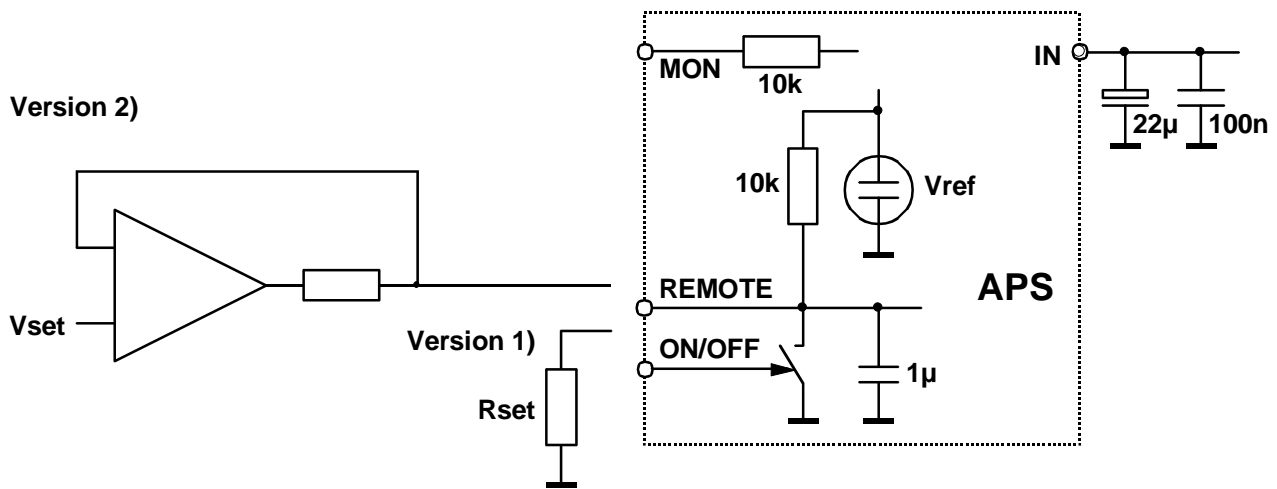 MON
10k
IN
22µ
100n
Version 2)
10k
Vref
Vset
REMOTE
APS
Version 1)
ON/OFF
1µ
Rset